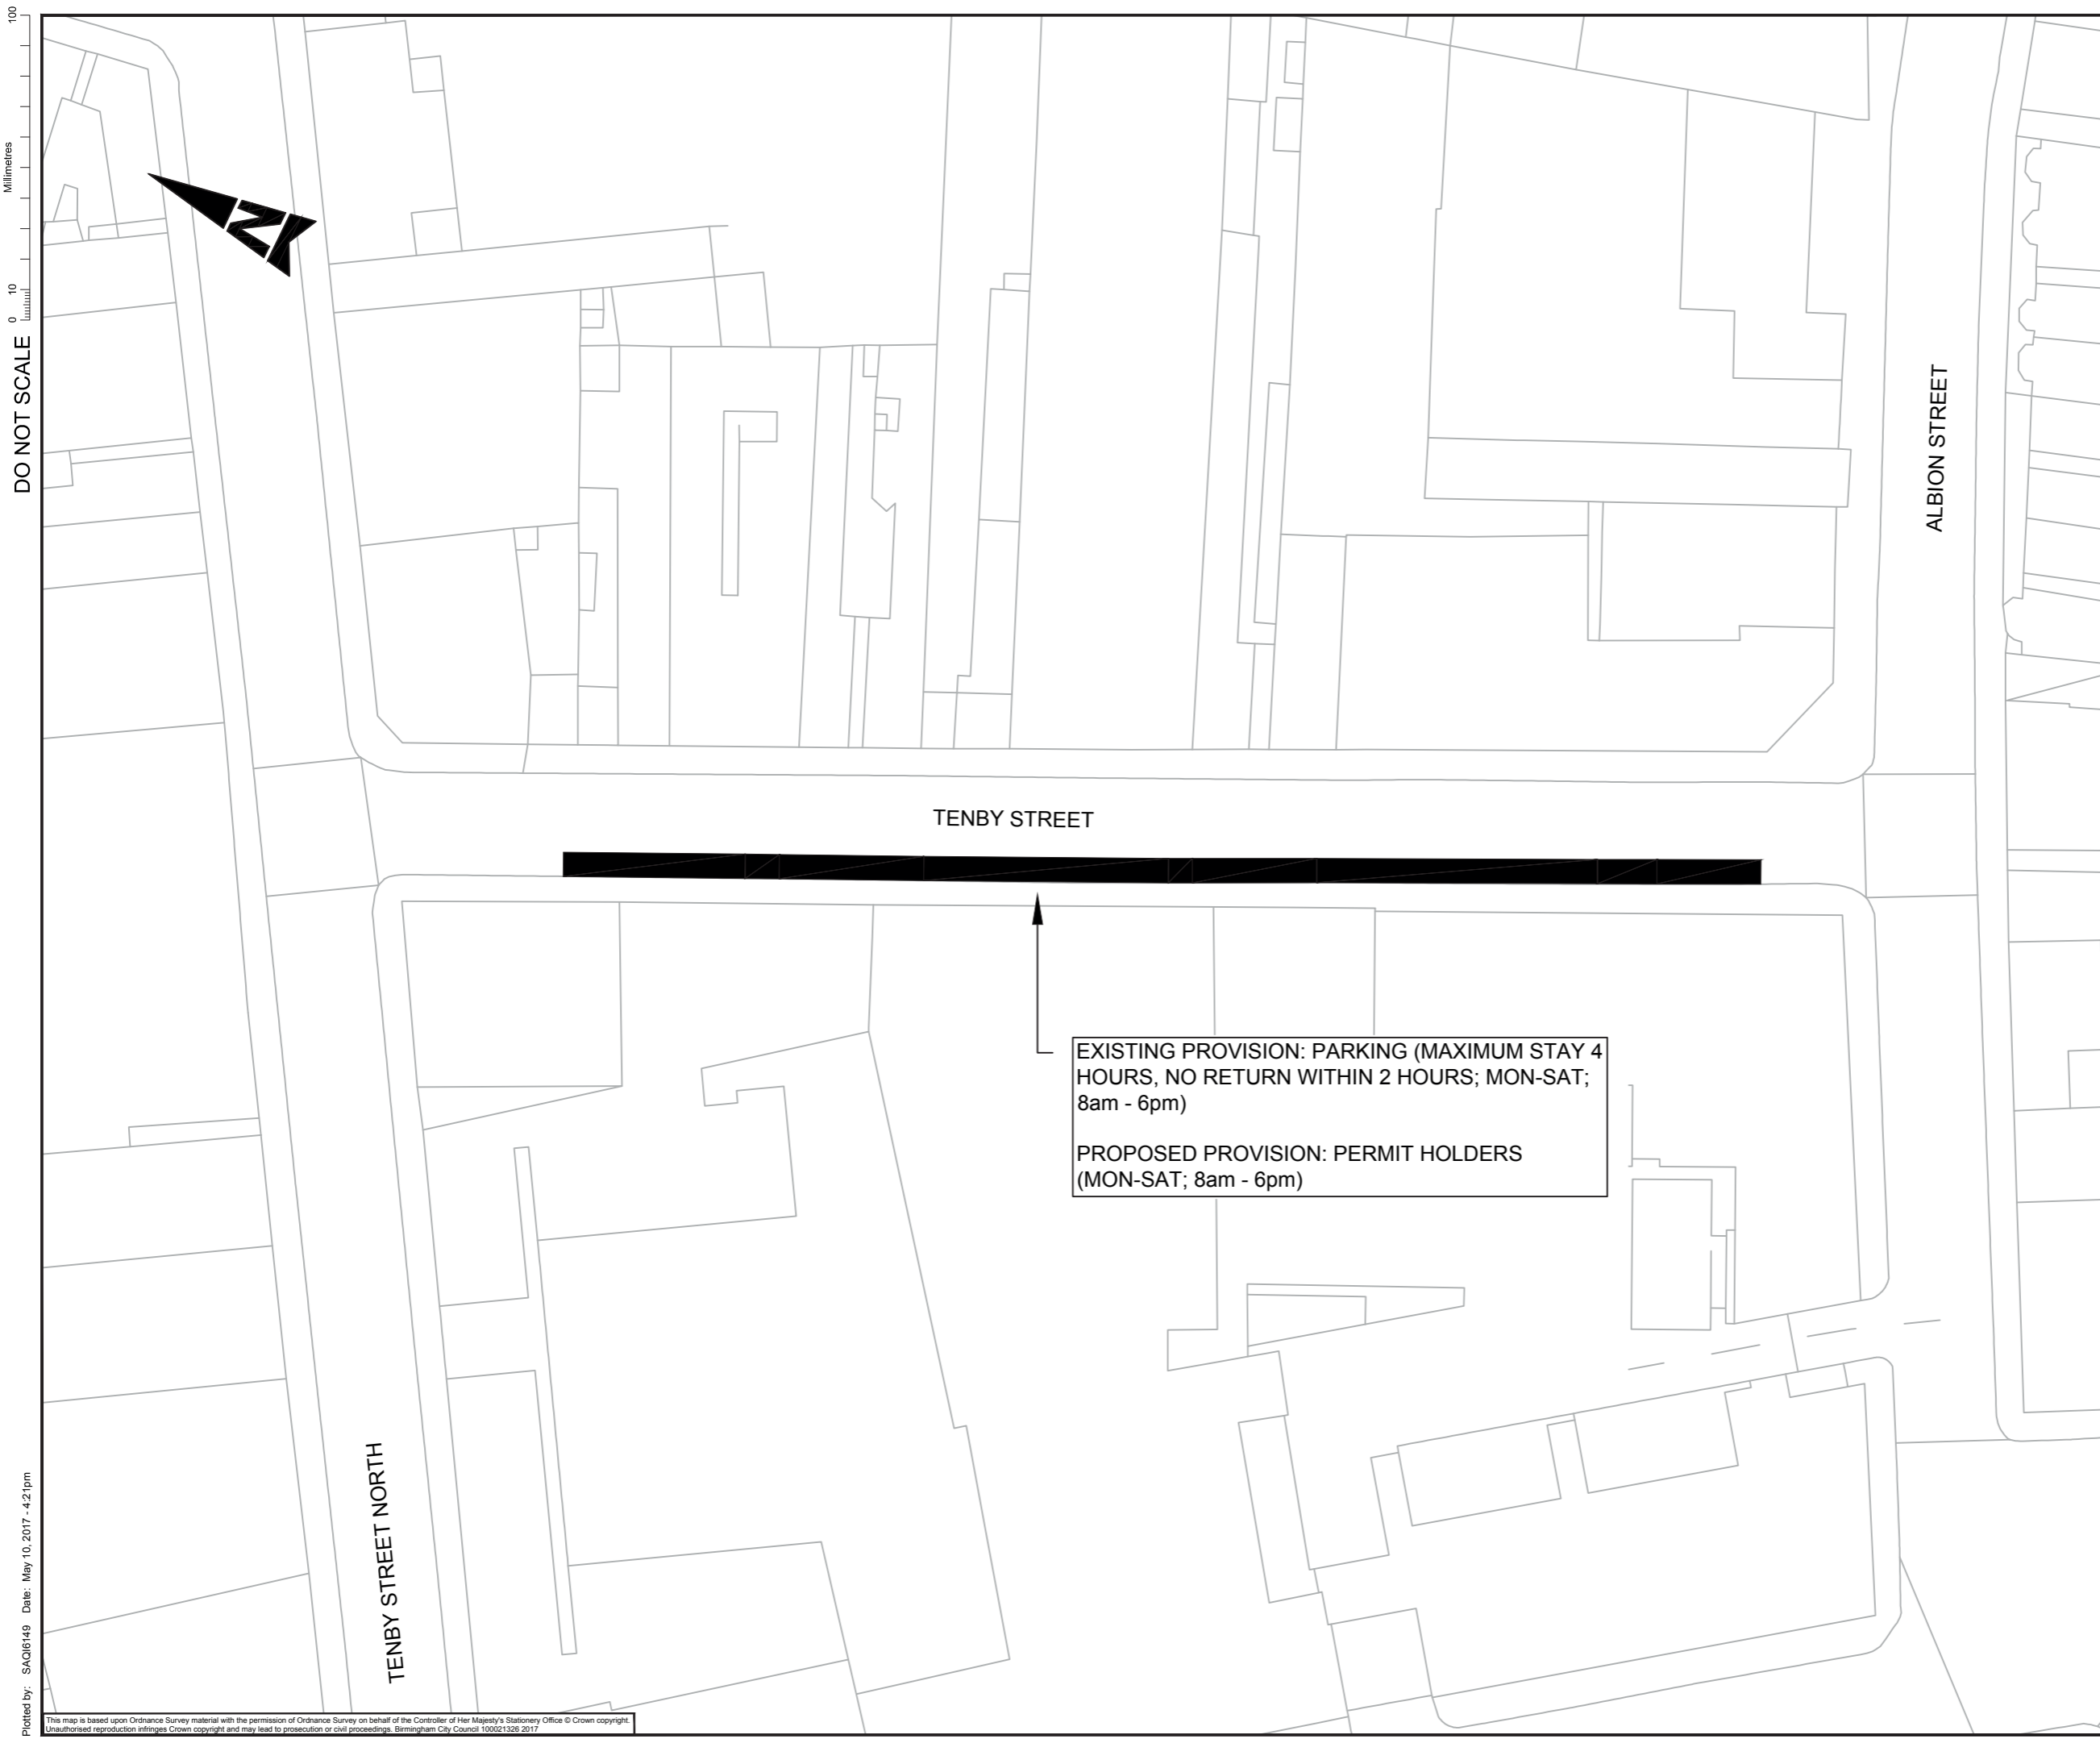 100
Millimetres
10
0
DO NOT SCALE
N
ALBION STREET
TENBY STREET
EXISTING PROVISION: PARKING (MAXIMUM STAY 4
HOURS, NO RETURN WITHIN 2 HOURS; MON-SAT;
8am - 6pm)
PROPOSED PROVISION: PERMIT HOLDERS
(MON-SAT; 8am - 6pm)
TENBY STREET NORTH
Plotted by: SAQI6149 Date: May 10, 2017 - 4:21pm
This map is based upon Ordnance Survey material with the permission of Ordnance Survey on behalf of the Controller of Her Majesty's Stationery Office © Crown copyright.
Unauthorised reproduction infringes Crown copyright and may lead to prosecution or civil proceedings. Birmingham City Council 100021326 2017